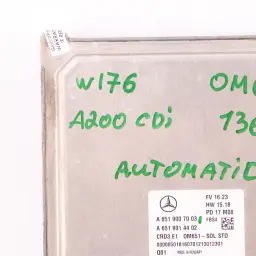 W176 OM6
A200 CDi 136
AUTOMATIC
FV 16.23
HW 15.18
PD 17 M08
A 651 900 70 03
FBS4
A 651 901 44 02
CRD3.E1 OM651-SDL STD
Q01